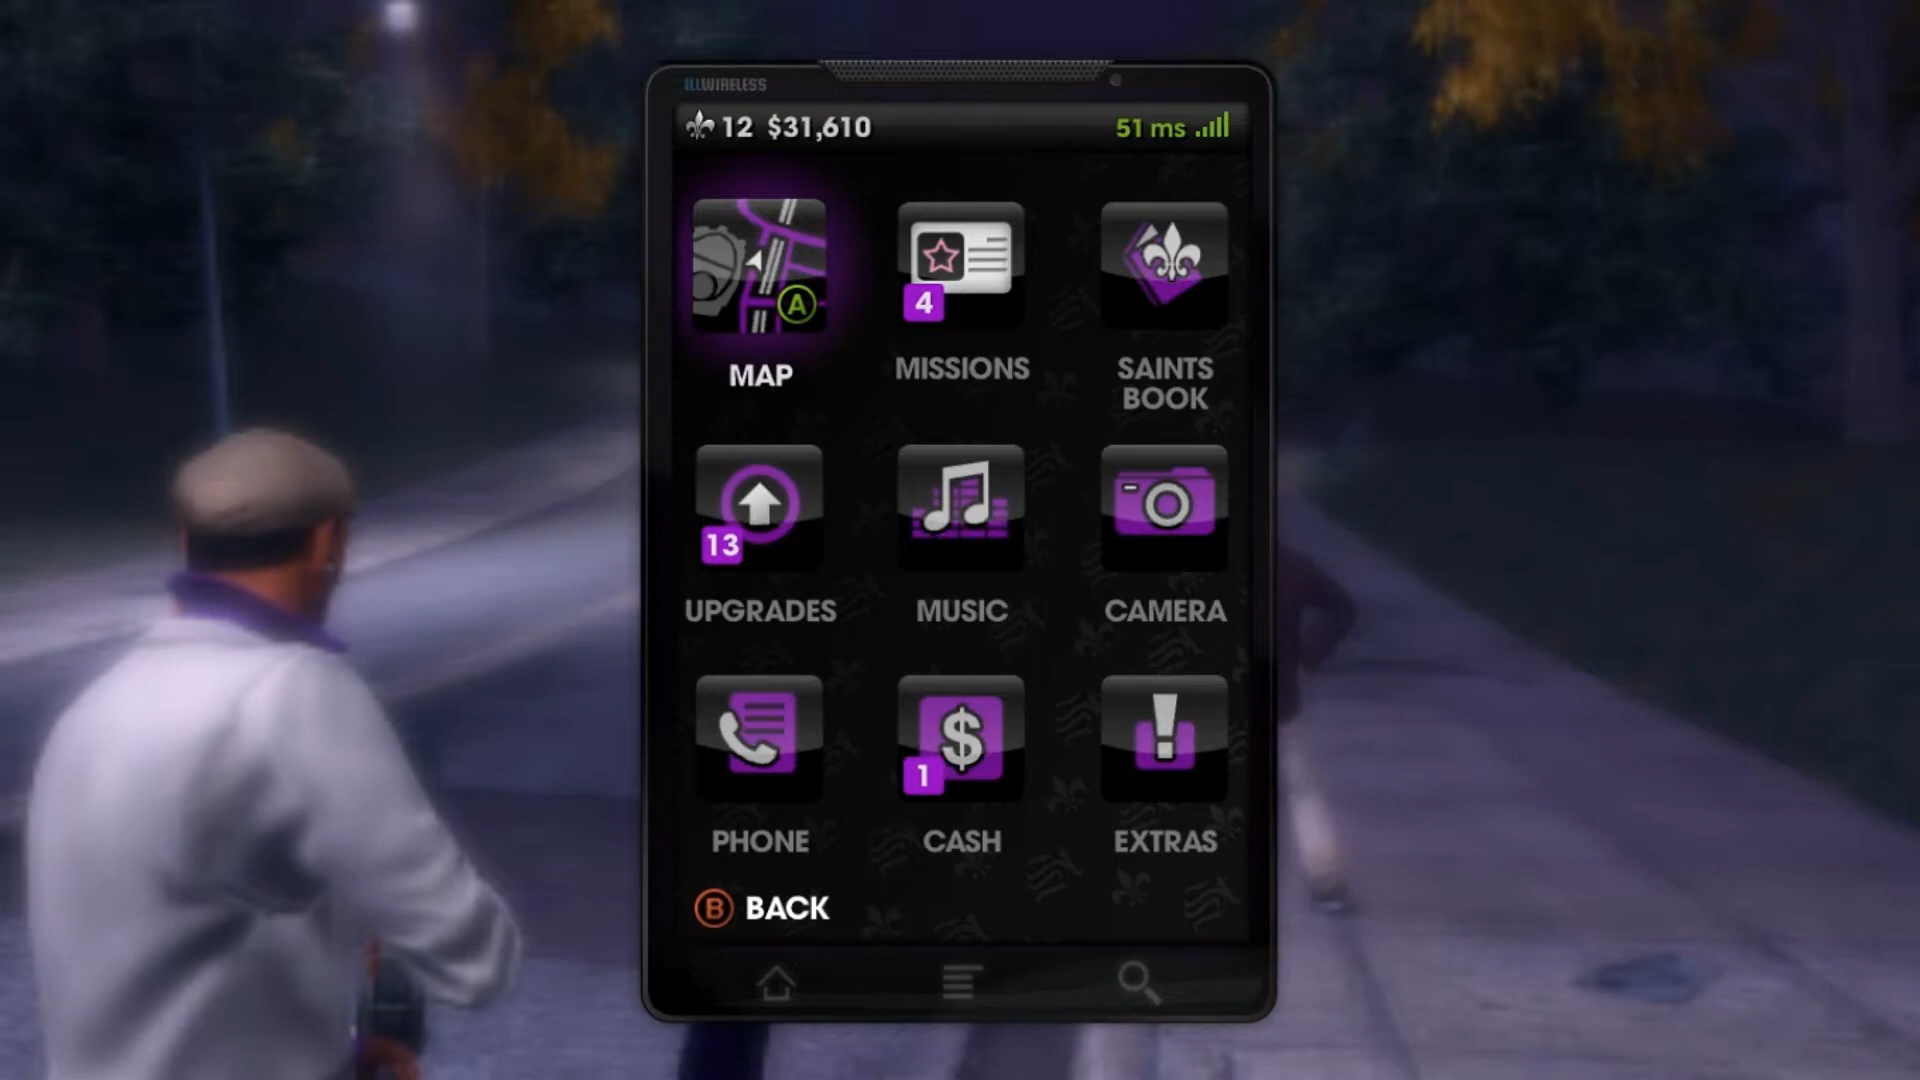 ILLWIRELESS
12 $31,610 51 ms
A
MAP
4
MISSIONS
SAINTS
BOOK
13
UPGRADES
MUSIC
CAMERA
PHONE
$
1
CASH
!
EXTRAS
B BACK